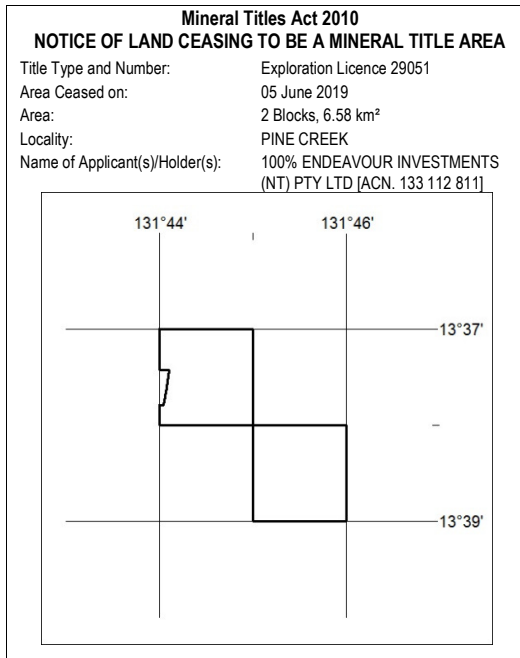 Mineral Titles Act 2010
NOTICE OF LAND CEASING TO BE A MINERAL TITLE AREA
Title Type and Number: Exploration Licence 29051
Area Ceased on: 05 June 2019
Area: 2 Blocks, 6.58 km²
Locality: PINE CREEK
Name of Applicant(s)/Holder(s): 100% ENDEAVOUR INVESTMENTS
(NT) PTY LTD [ACN. 133 112 811]
131°44' 131°46'
13°37'
13°39'